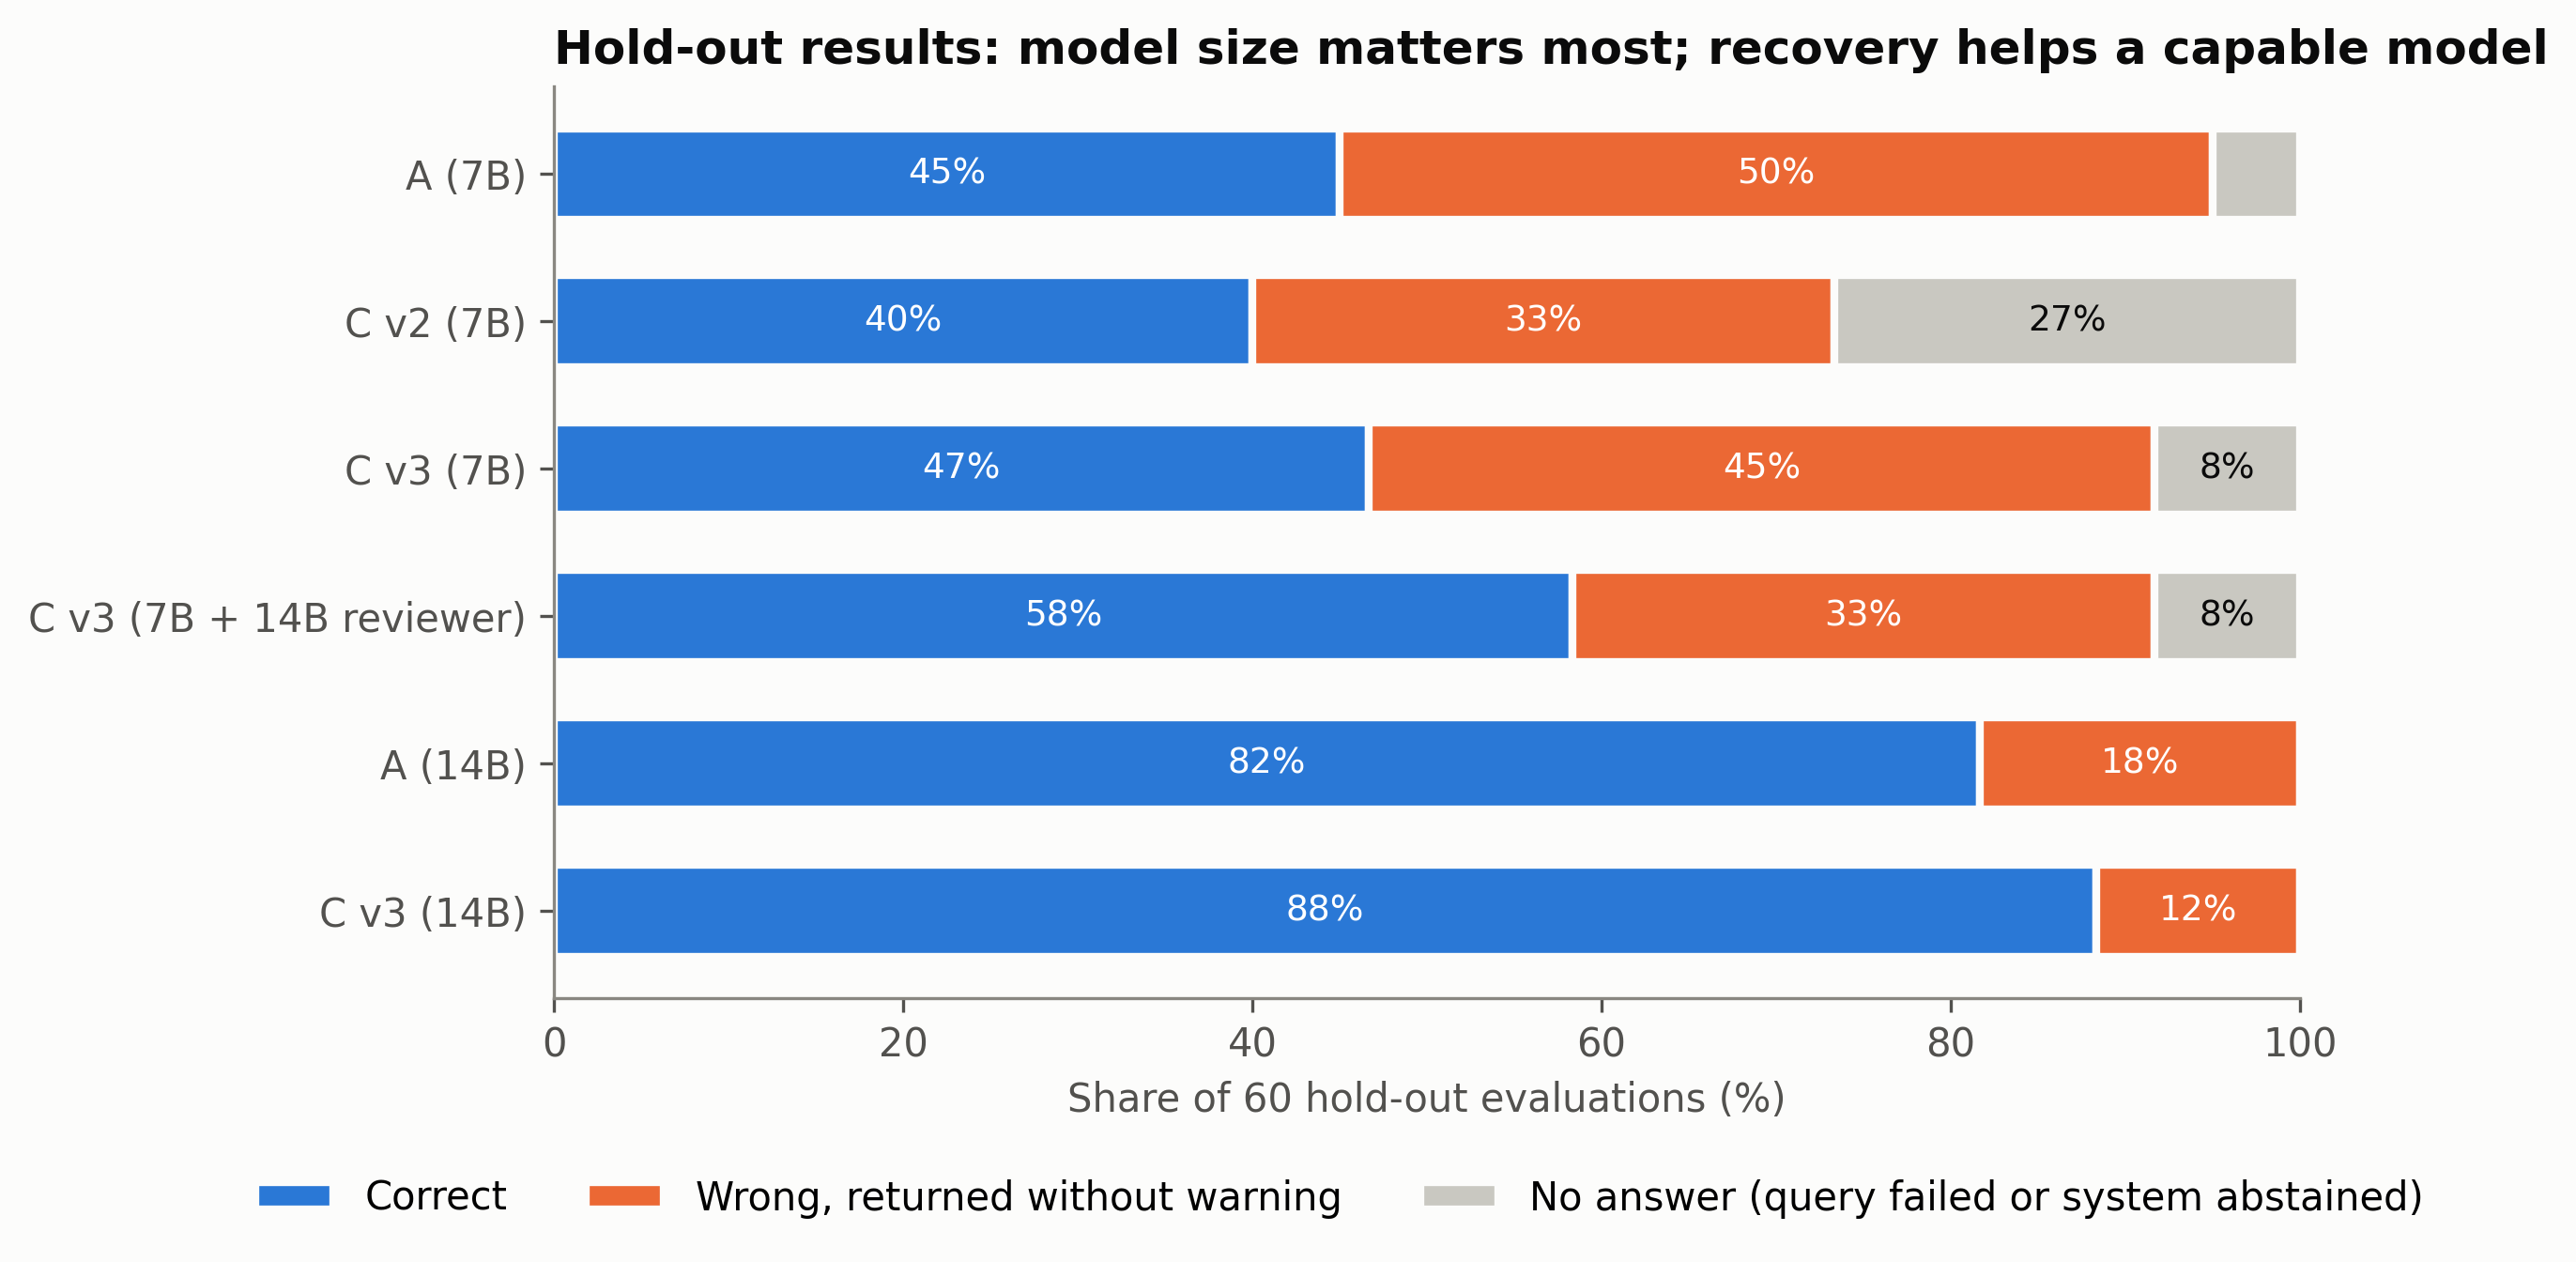 Hold-out results: model size matters most; recovery helps a capable model
A (7B)
45%
50%
C v2 (7B)
40%
33%
27%
C v3 (7B)
47%
45%
8%
C v3 (7B + 14B reviewer)
58%
33%
8%
A (14B)
82%
18%
C v3 (14B)
88%
12%
0 20 40 60 80 100
Share of 60 hold-out evaluations (%)
Correct
Wrong, returned without warning
No answer (query failed or system abstained)